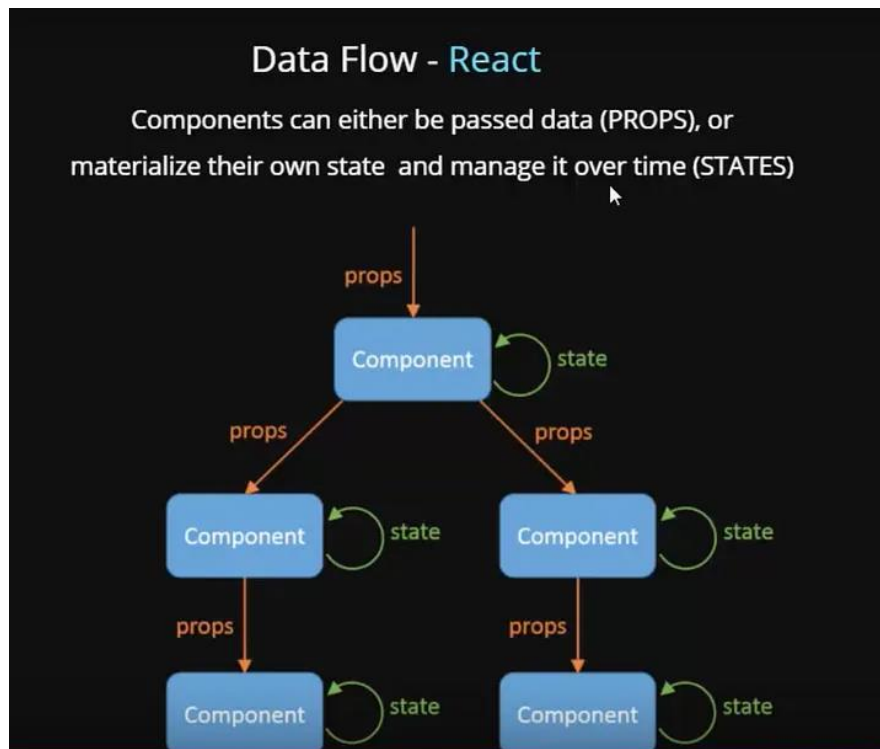 Data Flow - React
Components can either be passed data (PROPS), or
materialize their own state and manage it over time (STATES)
props
Component
state
props
props
Component
state
Component
state
props
props
Component
state
Component
state